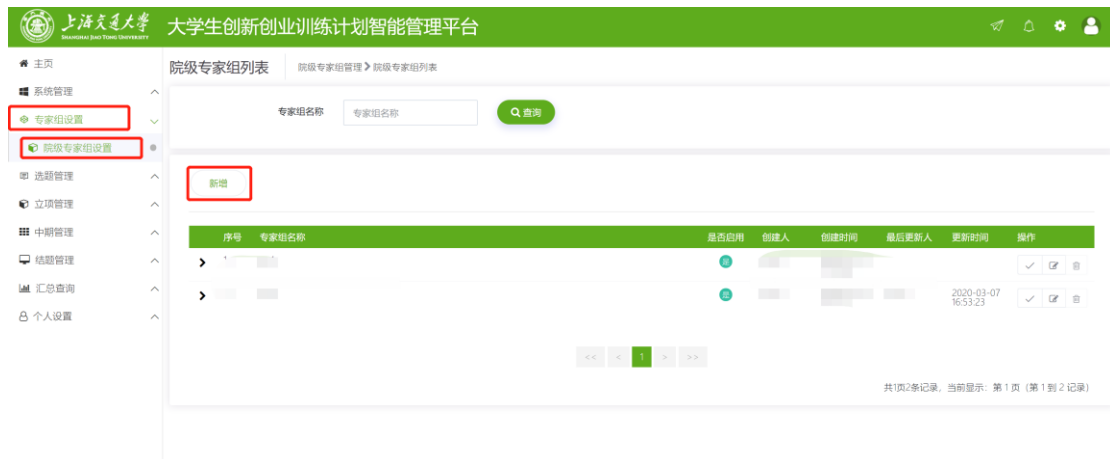 上海交通大学 大学生创新创业训练计划智能管理平台
SHANGHAI JIAO TONG UNIVERSITY
主页
系统管理
专家组设置
院级专家组设置
选题管理
立项管理
中期管理
结题管理
汇总查询
个人设置
院级专家组列表 院级专家组管理 > 院级专家组列表
专家组名称 专家组名称 查询
新增
序号 专家组名称 是否启用 创建人 创建时间 最后更新人 更新时间 操作
是
是 2020-03-07
16:53:23
<< < 1 > >>
共1页2条记录，当前显示：第1页（第1到2记录）